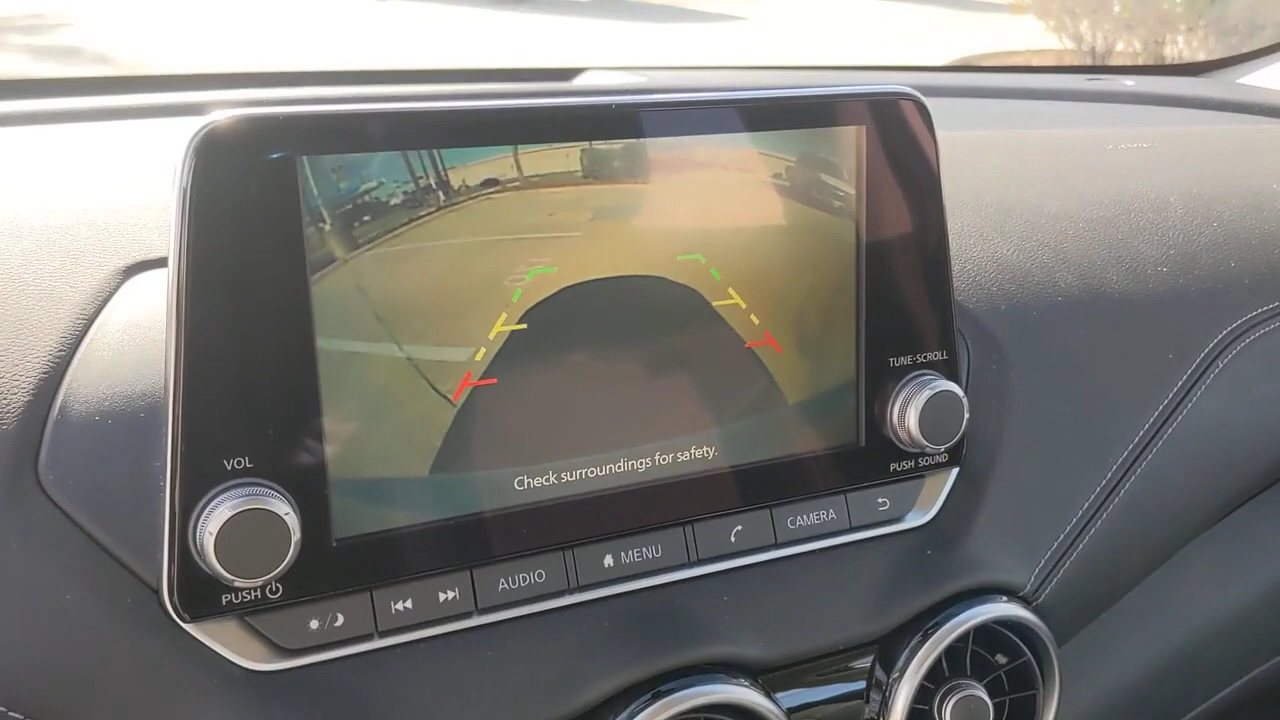 Check surroundings for safety.
TUNE·SCROLL
PUSH SOUND
VOL
PUSH
AUDIO
MENU
CAMERA